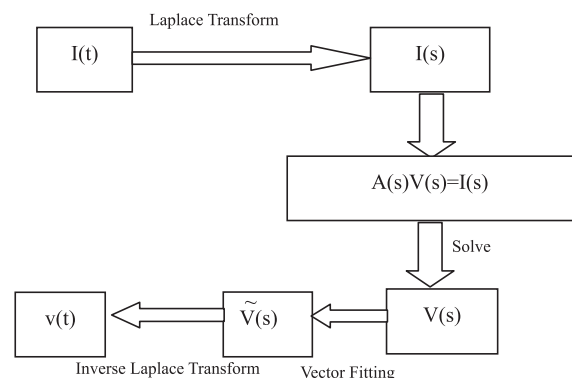 Laplace Transform
I(t)
I(s)
A(s)V(s)=I(s)
Solve
v(t)
Ṽ(s)
V(s)
Inverse Laplace Transform
Vector Fitting